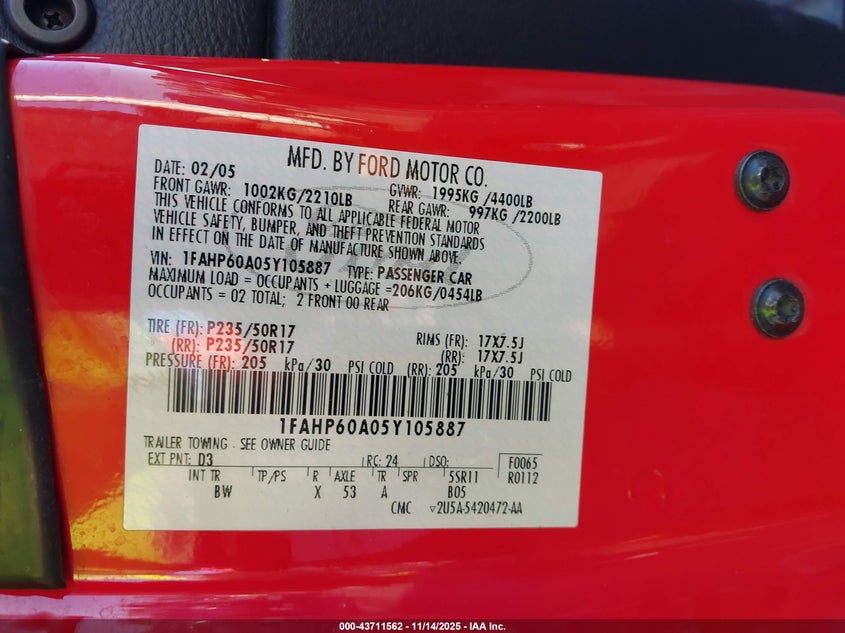 MFD. BY FORD MOTOR CO.
DATE: 02/05 GVWR: 1995KG /4400LB
FRONT GAWR: 1002KG/2210LB REAR GAWR: 997KG /2200LB
THIS VEHICLE CONFORMS TO ALL APPLICABLE FEDERAL MOTOR
VEHICLE SAFETY, BUMPER, AND THEFT PREVENTION STANDARDS
IN EFFECT ON THE DATE OF MANUFACTURE SHOWN ABOVE.
VIN: 1FAHP60A05Y105887 TYPE: PASSENGER CAR
MAXIMUM LOAD = OCCUPANTS + LUGGAGE =206KG/0454LB
OCCUPANTS = 02 TOTAL; 2 FRONT 00 REAR
TIRE (FR): P235/50R17 RIMS (FR): 17X7.5J
(RR): P235/50R17 (RR): 17X7.5J
PRESSURE (FR): 205 kPa/30 PSI COLD (RR): 205 kPa/30 PSI COLD
1FAHP60A05Y105887
TRAILER TOWING - SEE OWNER GUIDE
EXT PNT: D3 RC: 24 DSO: F0065
INT TR TP/PS R AXLE TR SPR 5SR11 R0112
BW X 53 A B05
CMC ▽2U5A-5420472-AA
000-43711562 - 11/14/2025 - IAA Inc.